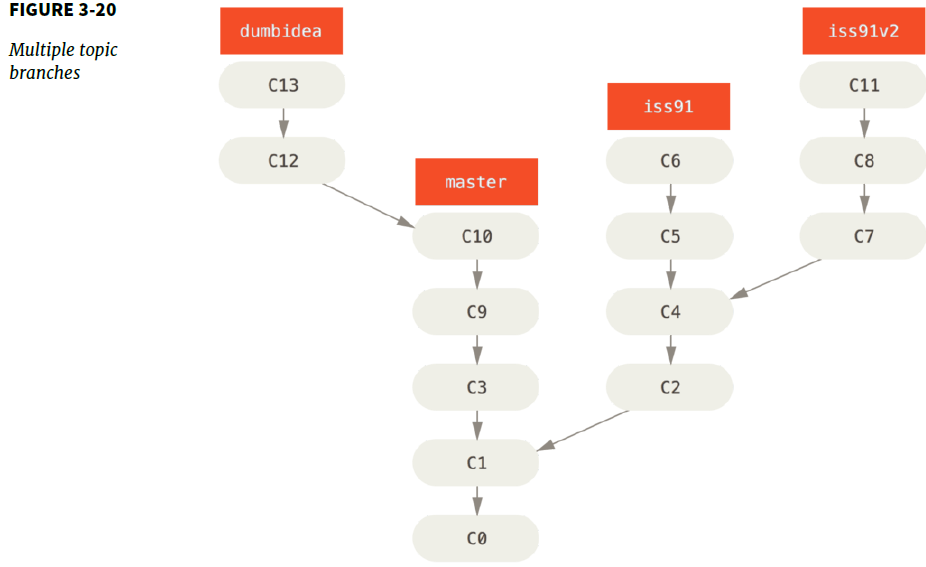 FIGURE 3-20
Multiple topic
branches
dumbidea
iss91v2
C13
C11
iss91
C12
C6
C8
master
C10
C5
C7
C9
C4
C3
C2
C1
C0